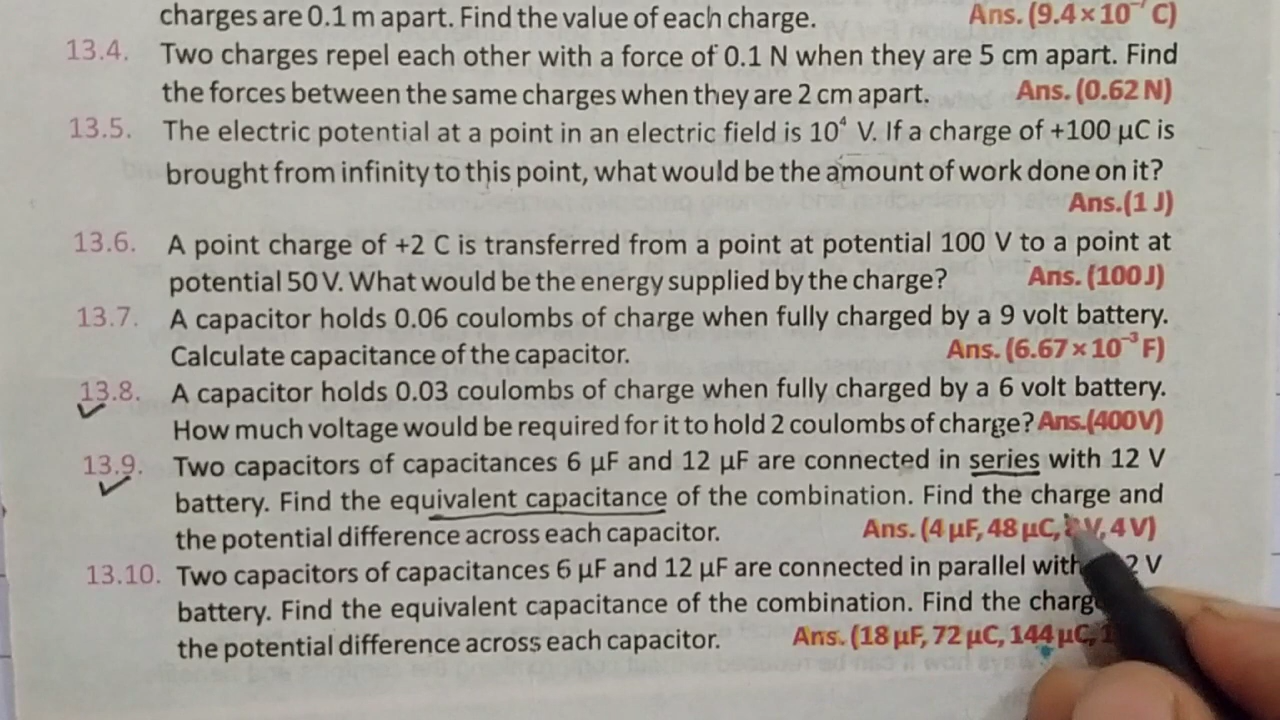 charges are 0.1 m apart. Find the value of each charge. Ans. (9.4 × 10⁻⁷ C)
13.4. Two charges repel each other with a force of 0.1 N when they are 5 cm apart. Find
the forces between the same charges when they are 2 cm apart. Ans. (0.62 N)
13.5. The electric potential at a point in an electric field is 10⁴ V. If a charge of +100 µC is
brought from infinity to this point, what would be the amount of work done on it?
Ans.(1 J)
13.6. A point charge of +2 C is transferred from a point at potential 100 V to a point at
potential 50 V. What would be the energy supplied by the charge? Ans. (100 J)
13.7. A capacitor holds 0.06 coulombs of charge when fully charged by a 9 volt battery.
Calculate capacitance of the capacitor. Ans. (6.67 × 10⁻³ F)
13.8. A capacitor holds 0.03 coulombs of charge when fully charged by a 6 volt battery.
How much voltage would be required for it to hold 2 coulombs of charge? Ans.(400 V)
13.9. Two capacitors of capacitances 6 µF and 12 µF are connected in series with 12 V
battery. Find the equivalent capacitance of the combination. Find the charge and
the potential difference across each capacitor. Ans. (4 µF, 48 µC, V, 4 V)
13.10. Two capacitors of capacitances 6 µF and 12 µF are connected in parallel with 2 V
battery. Find the equivalent capacitance of the combination. Find the charg
the potential difference across each capacitor. Ans. (18 µF, 72 µC, 144 µC,